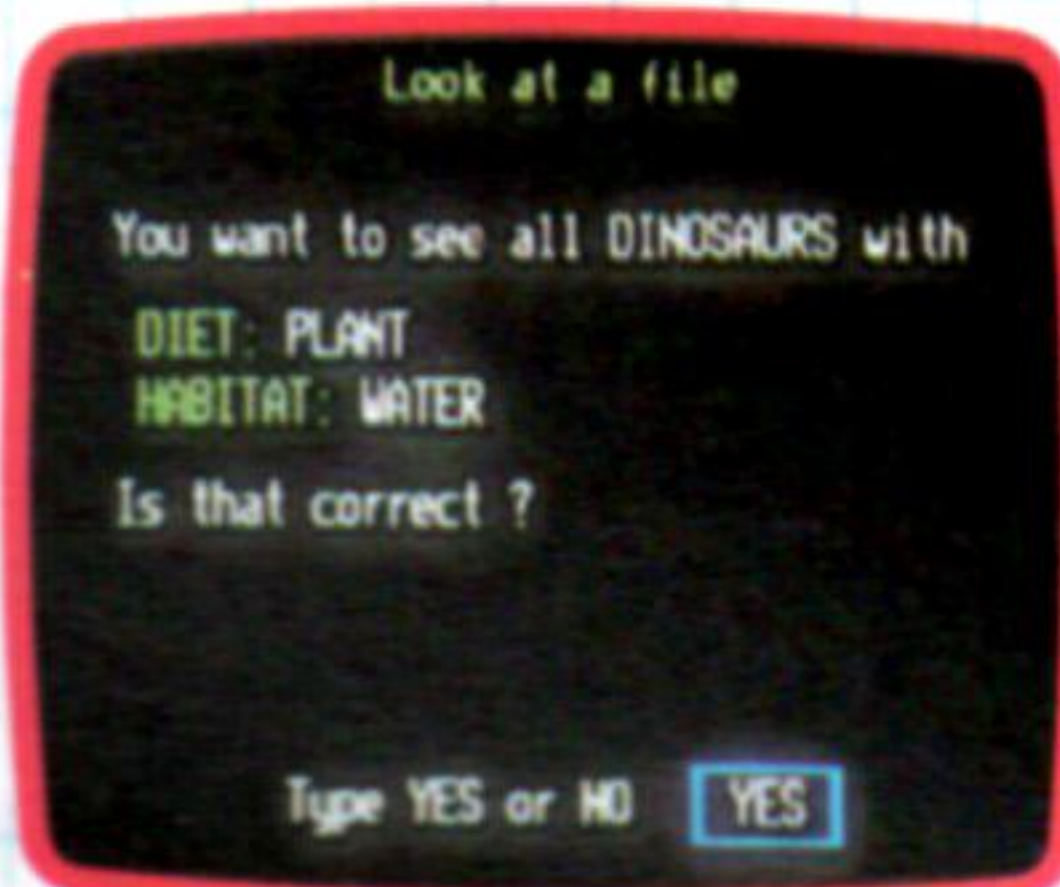 Look at a file
You want to see all DINOSAURS with
DIET: PLANT
HABITAT: WATER
Is that correct ?
Type YES or NO YES